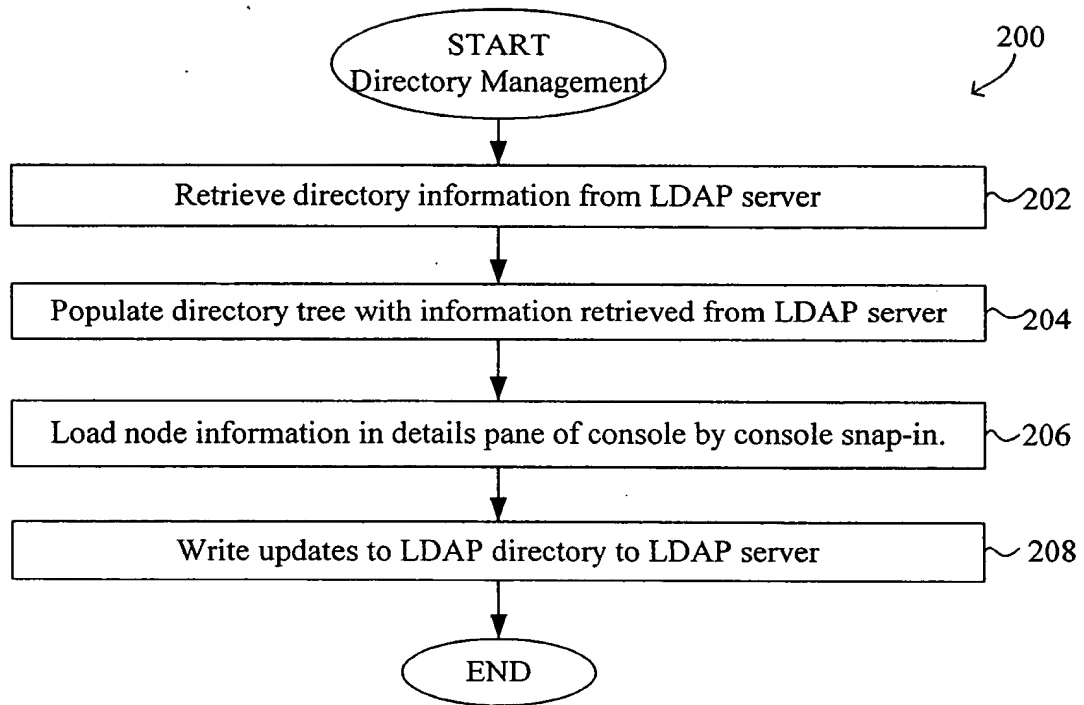 START
Directory Management
200
Retrieve directory information from LDAP server
202
Populate directory tree with information retrieved from LDAP server
204
Load node information in details pane of console by console snap-in.
206
Write updates to LDAP directory to LDAP server
208
END